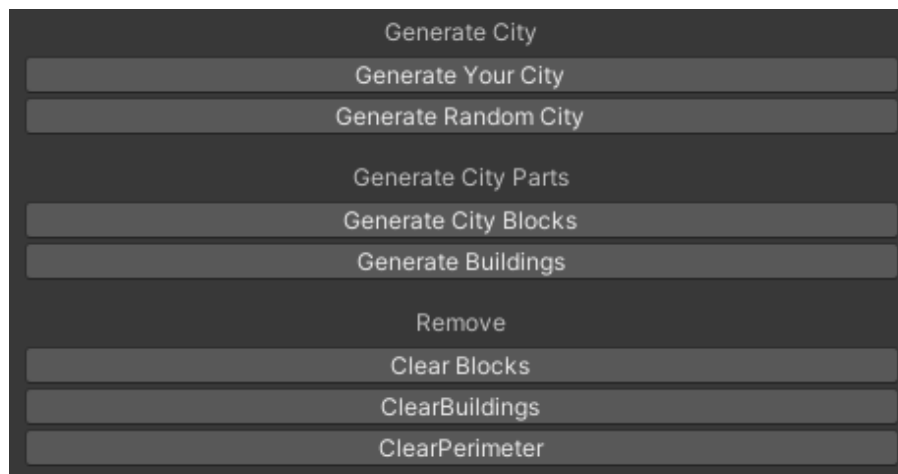 Generate City
Generate Your City
Generate Random City
Generate City Parts
Generate City Blocks
Generate Buildings
Remove
Clear Blocks
ClearBuildings
ClearPerimeter